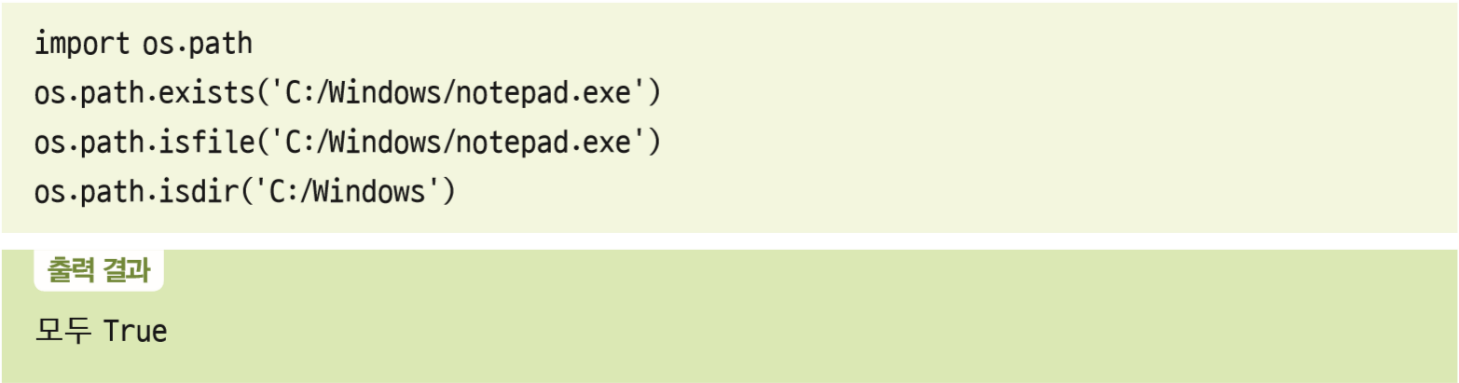 import os.path
os.path.exists('C:/Windows/notepad.exe')
os.path.isfile('C:/Windows/notepad.exe')
os.path.isdir('C:/Windows')
출력 결과
모두 True